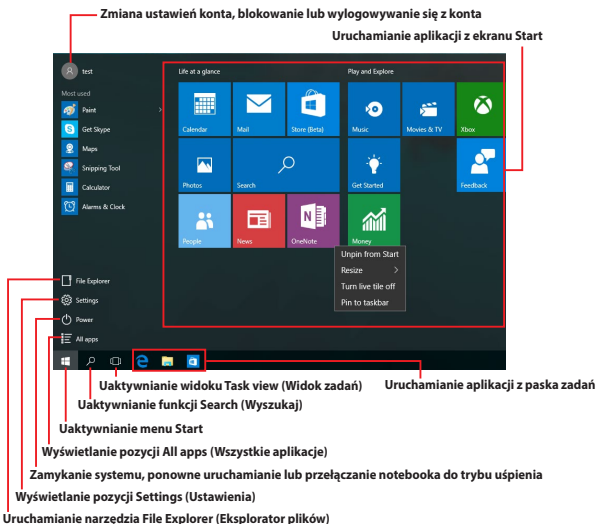 Zmiana ustawień konta, blokowanie lub wylogowywanie się z konta
Uruchamianie aplikacji z ekranu Start
test
Most used
Paint
Get Skype
Maps
Snipping Tool
Calculator
Alarms & Clock
File Explorer
Settings
Power
All apps
Life at a glance
Play and Explore
Calendar
Mail
Store (Beta)
Music
Movies & TV
Xbox
Photos
Search
Get Started
Feedback
People
News
OneNote
Money
Unpin from Start
Resize
Turn live tile off
Pin to taskbar
Uaktywnianie widoku Task view (Widok zadań)
Uruchamianie aplikacji z paska zadań
Uaktywnianie funkcji Search (Wyszukaj)
Uaktywnianie menu Start
Wyświetlanie pozycji All apps (Wszystkie aplikacje)
Zamykanie systemu, ponowne uruchamianie lub przełączanie notebooka do trybu uśpienia
Wyświetlanie pozycji Settings (Ustawienia)
Uruchamianie narzędzia File Explorer (Eksplorator plików)